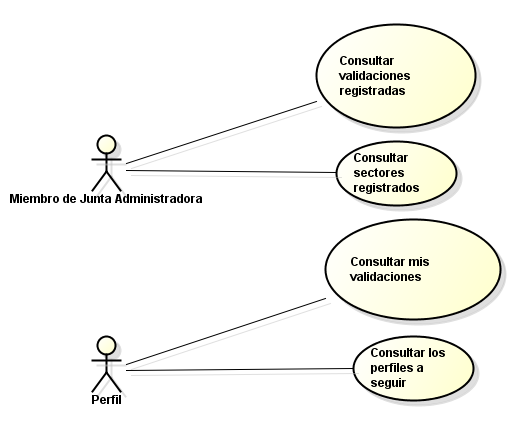 Consultar
validaciones
registradas
Consultar
sectores
registrados
Miembro de Junta Administradora
Consultar mis
validaciones
Consultar los
perfiles a
seguir
Perfil